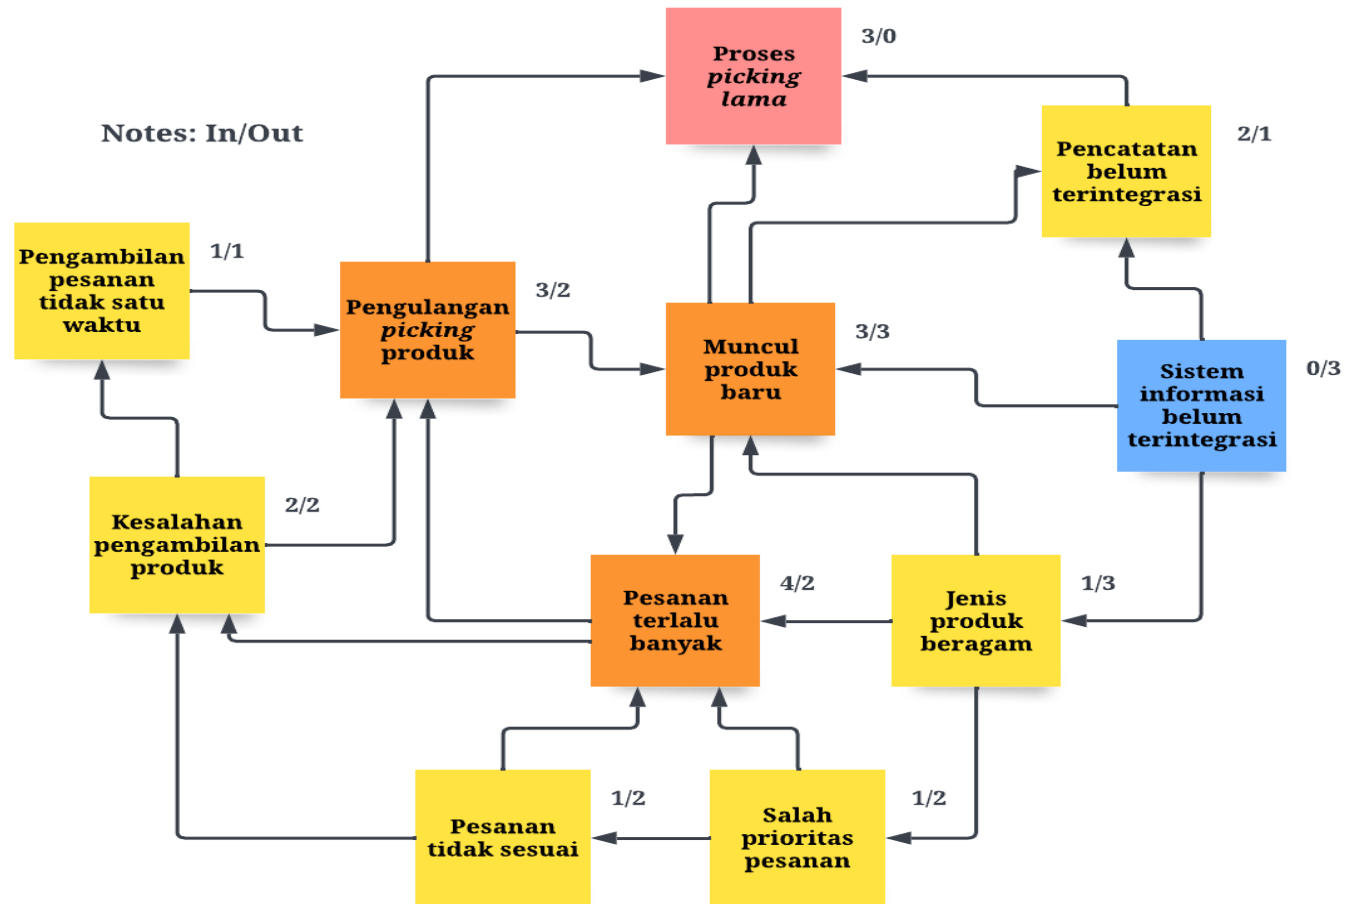 Proses
picking
lama
3/0
Notes: In/Out
Pencatatan
belum
terintegrasi
2/1
Pengambilan
pesanan
tidak satu
waktu
1/1
Pengulangan
picking
produk
3/2
Muncul
produk
baru
3/3
Sistem
informasi
belum
terintegrasi
0/3
Kesalahan
pengambilan
produk
2/2
Pesanan
terlalu
banyak
4/2
Jenis
produk
beragam
1/3
Pesanan
tidak sesuai
1/2
Salah
prioritas
pesanan
1/2